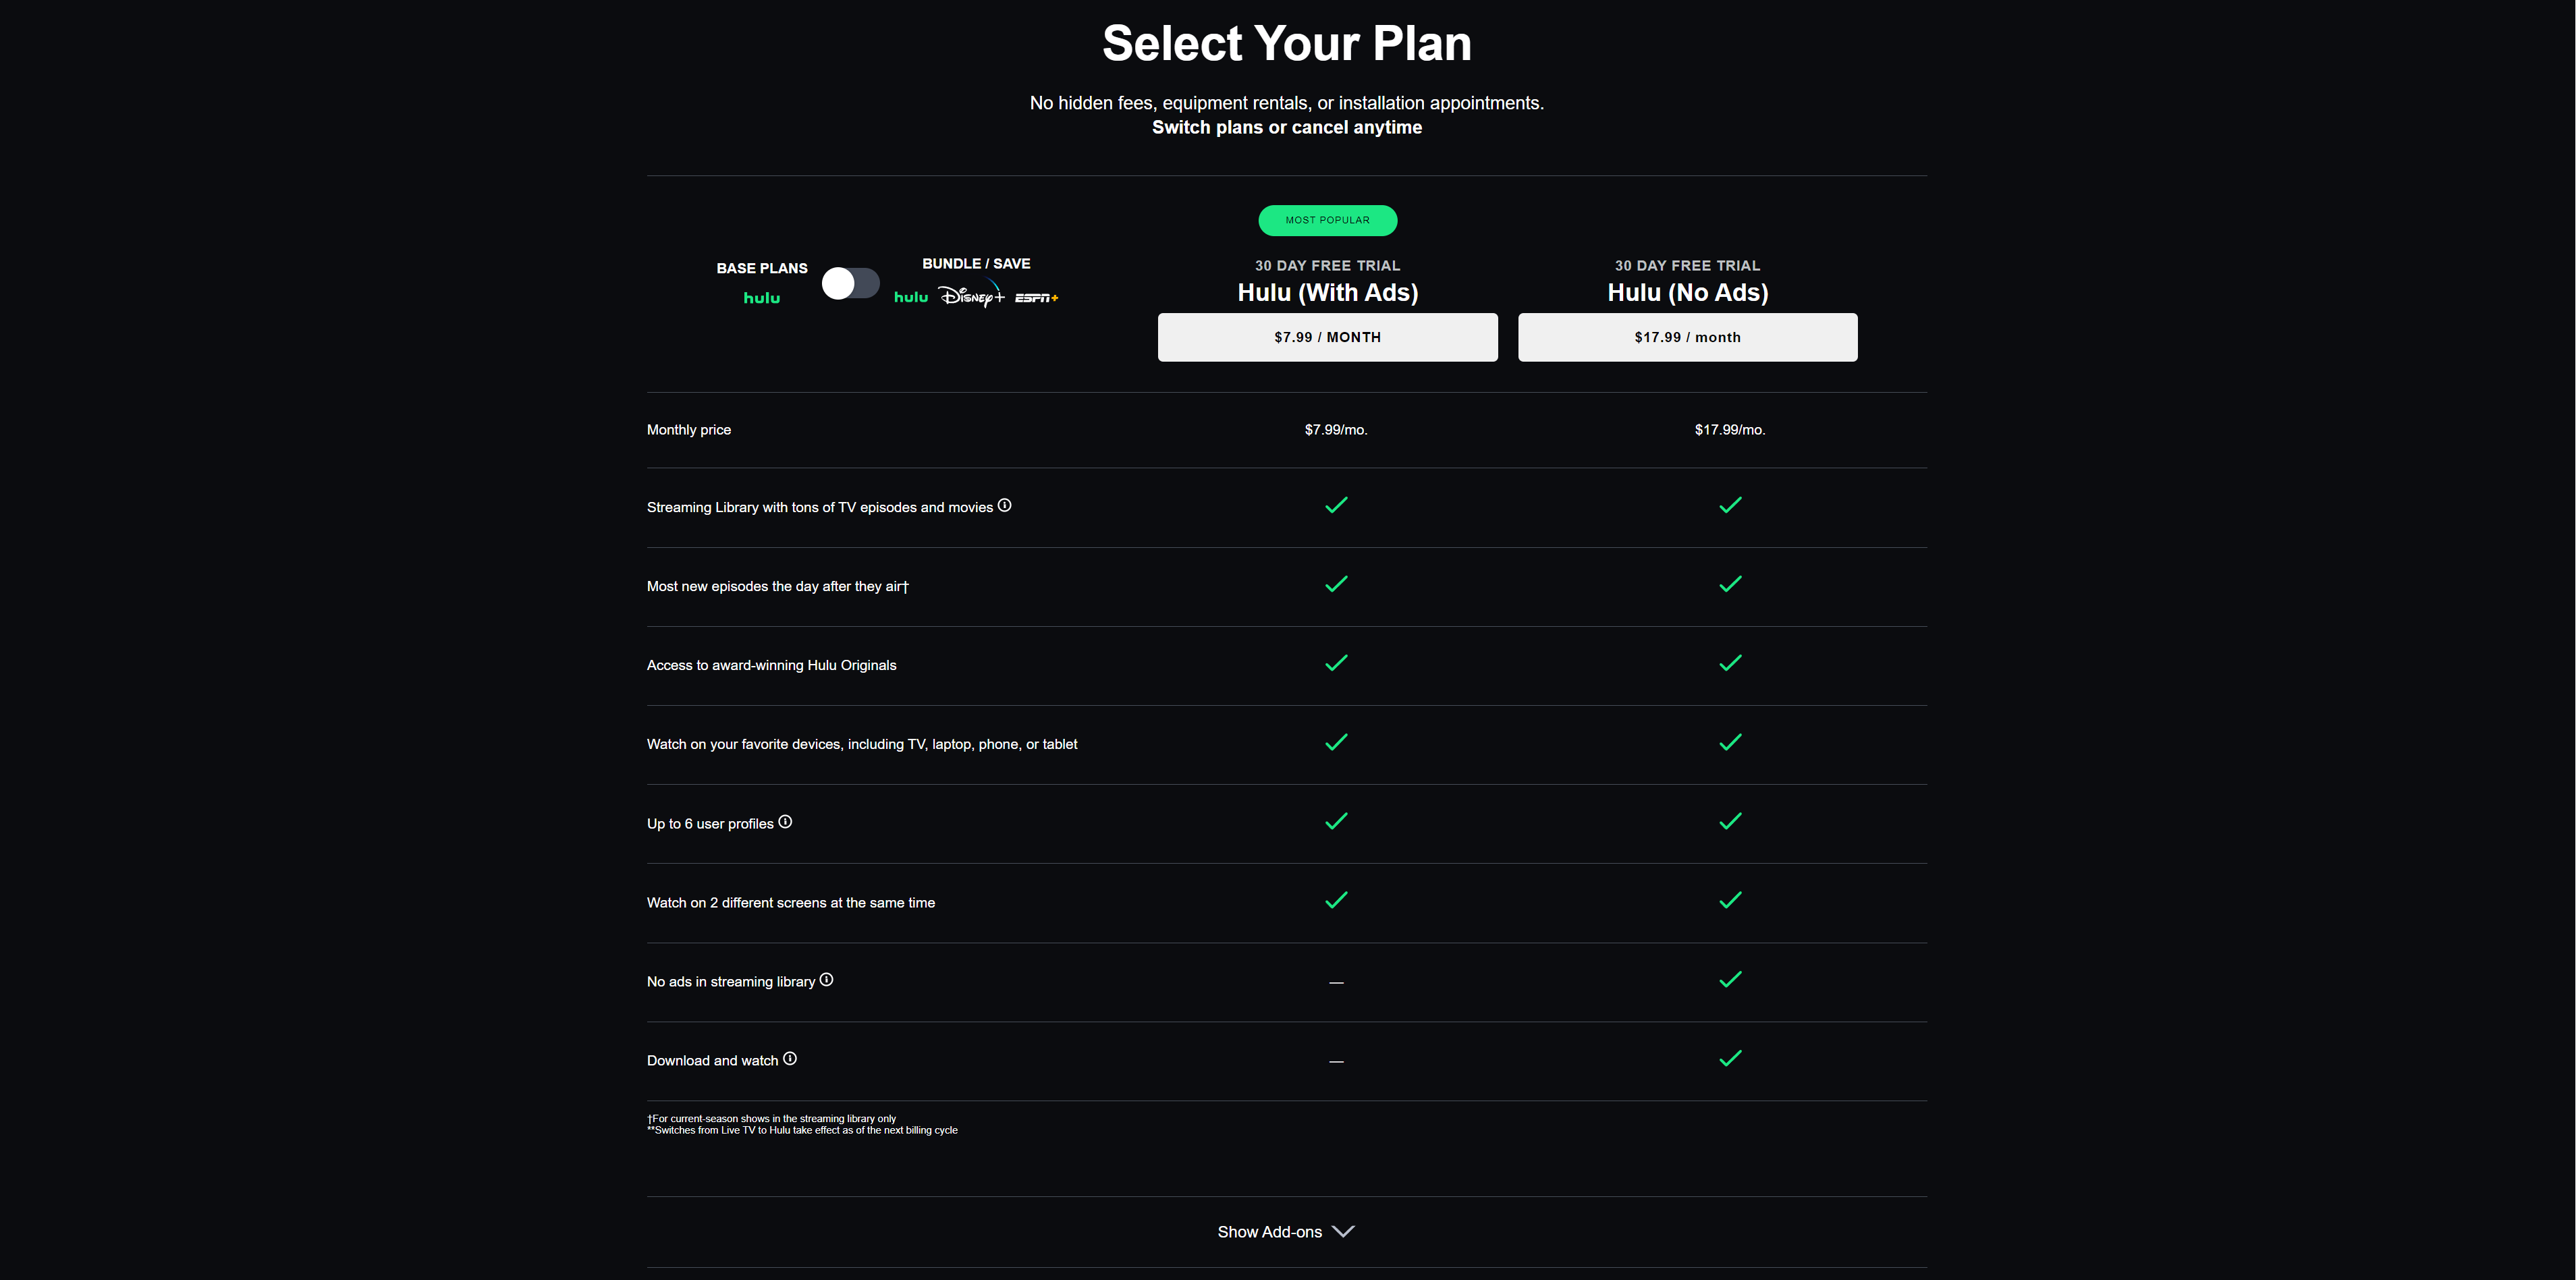 Select Your Plan
No hidden fees, equipment rentals, or installation appointments.
Switch plans or cancel anytime
MOST POPULAR
BASE PLANS
hulu
BUNDLE / SAVE
hulu Disney+ ESPN+
30 DAY FREE TRIAL
Hulu (With Ads)
$7.99 / MONTH
30 DAY FREE TRIAL
Hulu (No Ads)
$17.99 / month
Monthly price $7.99/mo. $17.99/mo.
Streaming Library with tons of TV episodes and movies
Most new episodes the day after they air†
Access to award-winning Hulu Originals
Watch on your favorite devices, including TV, laptop, phone, or tablet
Up to 6 user profiles
Watch on 2 different screens at the same time
No ads in streaming library —
Download and watch —
†For current-season shows in the streaming library only
**Switches from Live TV to Hulu take effect as of the next billing cycle
Show Add-ons